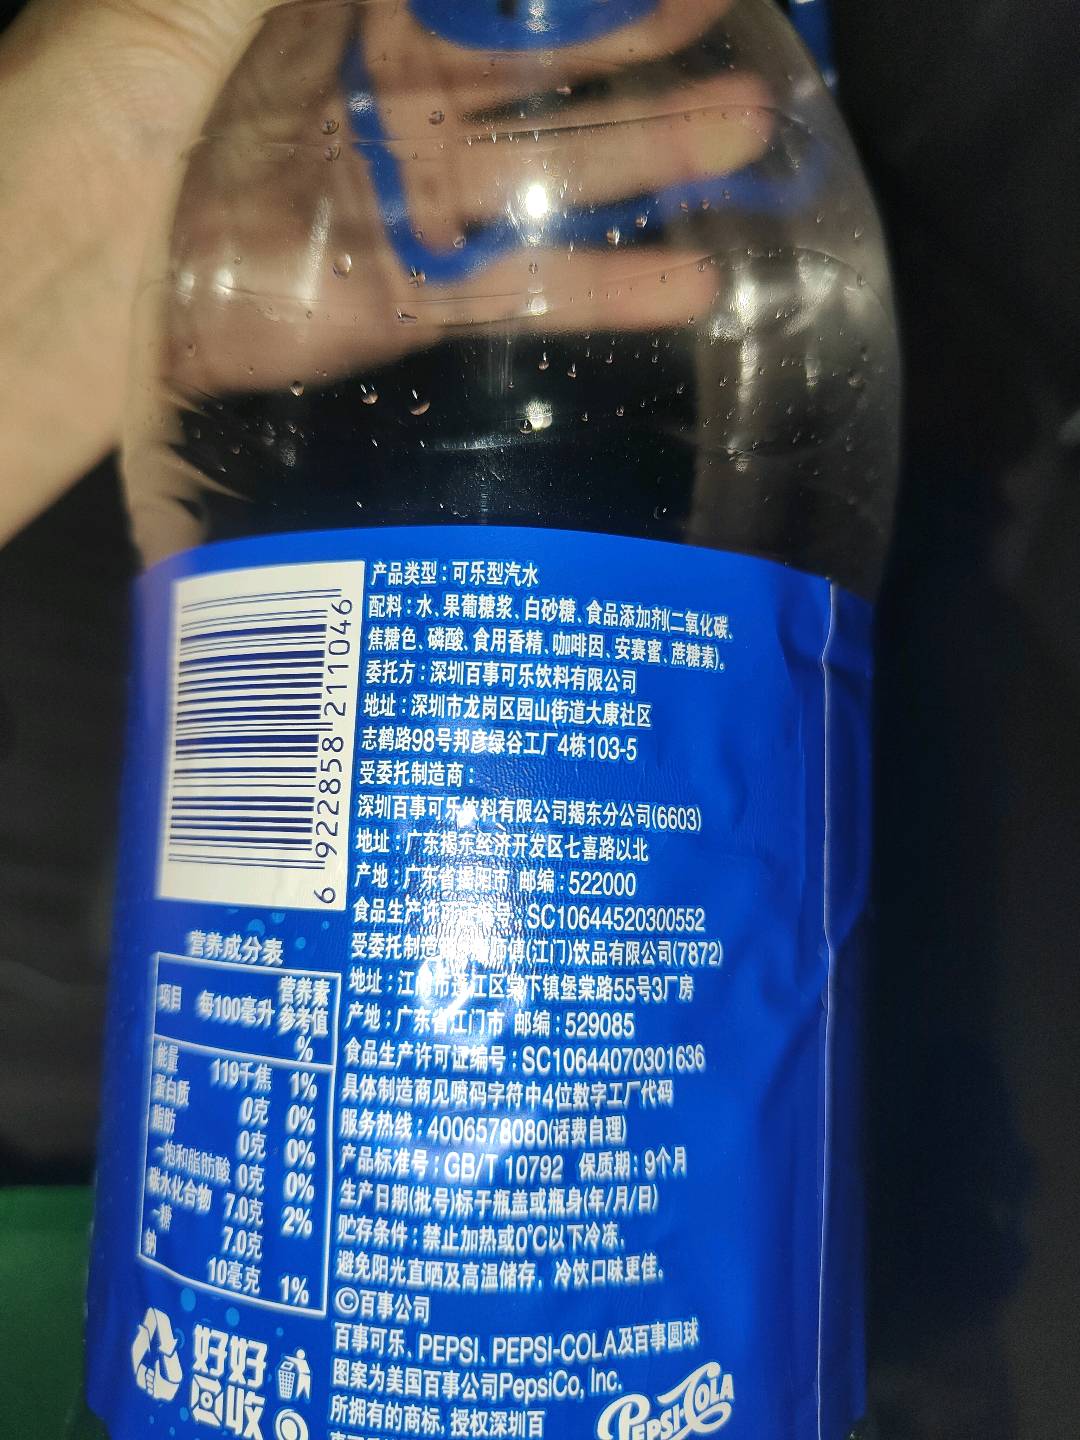 产品类型:可乐型汽水
配料:水、果葡糖浆、白砂糖、食品添加剂(二氧化碳、
焦糖色、磷酸、食用香精、咖啡因、安赛蜜、蔗糖素)。
委托方:深圳百事可乐饮料有限公司
地址:深圳市龙岗区园山街道大康社区
志鹤路98号邦彦绿谷工厂4栋103-5
受委托制造商:
深圳百事可乐饮料有限公司揭东分公司(6603)
地址:广东揭东经济开发区七喜路以北
产地:广东省揭阳市 邮编:522000
食品生产许可证编号:SC10644520300552
受委托制造 师傅(江门)饮品有限公司(7872)
地址:江门市蓬江区棠下镇堡棠路55号3厂房
产地:广东省江门市 邮编:529085
食品生产许可证编号:SC10644070301636
具体制造商见喷码字符中4位数字工厂代码
服务热线:4006578080(话费自理)
产品标准号:GB/T 10792 保质期:9个月
生产日期(批号)标于瓶盖或瓶身(年/月/日)
贮存条件:禁止加热或0℃以下冷冻,
避免阳光直晒及高温储存,冷饮口味更佳。
©百事公司
百事可乐、PEPSI、PEPSI-COLA及百事圆球
图案为美国百事公司PepsiCo, Inc.
所拥有的商标,授权深圳百
PEPSI-COLA
6 922858 211046
营养成分表
项目 每100毫升 营养素参考值%
能量 119千焦 1%
蛋白质 0克 0%
脂肪 0克 0%
-饱和脂肪酸 0克 0%
碳水化合物 7.0克 2%
-糖 7.0克
钠 10毫克 1%
好好
回收